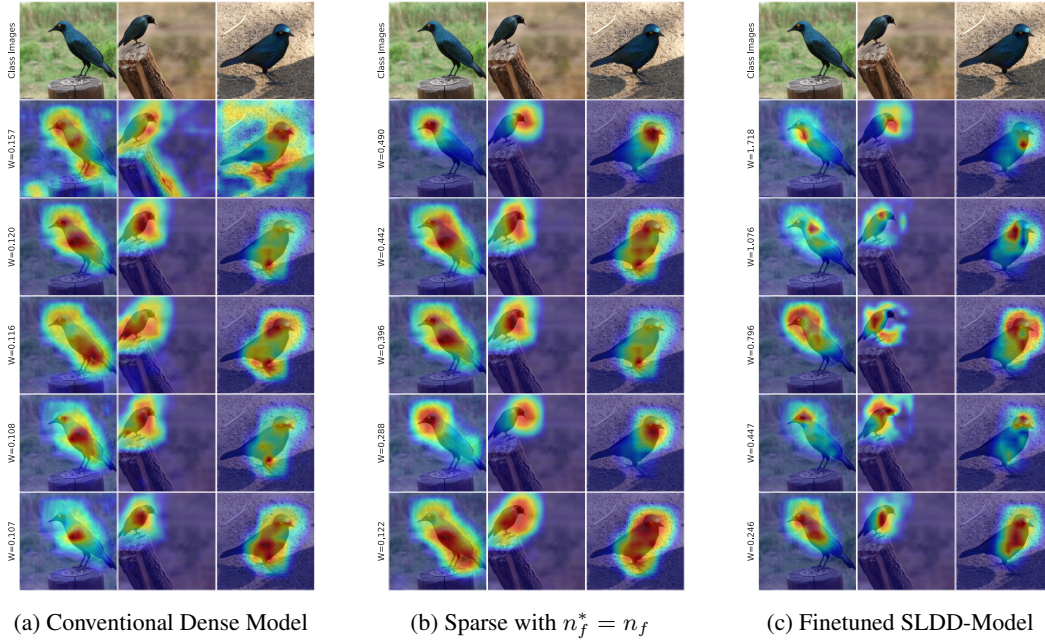 Class Images
W=0.157
W=0.120
W=0.116
W=0.108
W=0.107
(a) Conventional Dense Model
Class Images
W=0.490
W=0.442
W=0.396
W=0.288
W=0.122
(b) Sparse with n_f^* = n_f
Class Images
W=1.718
W=1.076
W=0.796
W=0.447
W=0.246
(c) Finetuned SLDD-Model